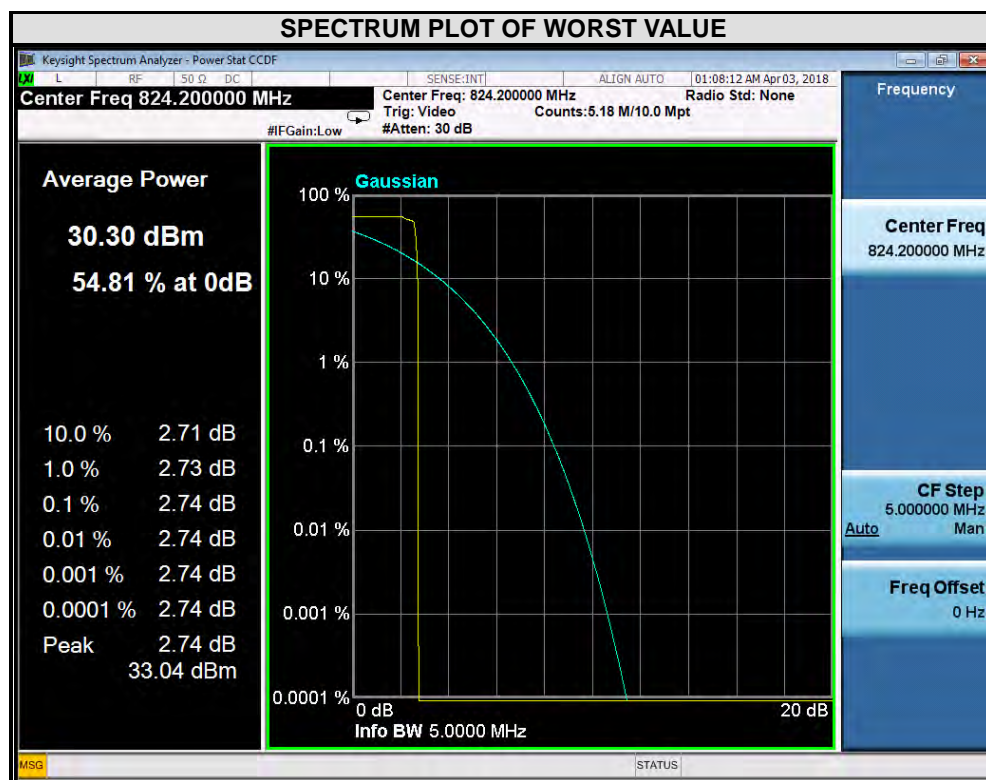 SPECTRUM PLOT OF WORST VALUE
Keysight Spectrum Analyzer - Power Stat CCDF
LXI L RF 50 Ω DC SENSE:INT ALIGN AUTO 01:08:12 AM Apr 03, 2018
Center Freq 824.200000 MHz
Center Freq: 824.200000 MHz Radio Std: None
Trig: Video Counts:5.18 M/10.0 Mpt
#IFGain:Low #Atten: 30 dB
Frequency
Average Power
30.30 dBm
54.81 % at 0dB
10.0 % 2.71 dB
1.0 % 2.73 dB
0.1 % 2.74 dB
0.01 % 2.74 dB
0.001 % 2.74 dB
0.0001 % 2.74 dB
Peak 2.74 dB
33.04 dBm
Gaussian
100 %
10 %
1 %
0.1 %
0.01 %
0.001 %
0.0001 %
0 dB 20 dB
Info BW 5.0000 MHz
Center Freq
824.200000 MHz
CF Step
5.000000 MHz
Auto Man
Freq Offset
0 Hz
MSG STATUS